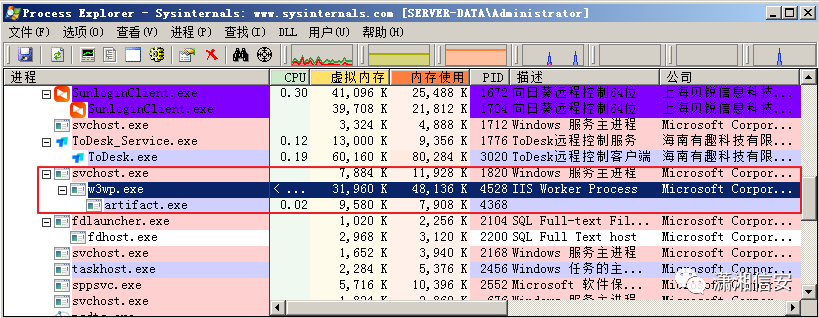 Process Explorer - Sysinternals: www.sysinternals.com [SERVER-DATA\Administrator]
文件(F) 选项(O) 查看(V) 进程(P) 查找(I) DLL 用户(U) 帮助(H)
进程 CPU 虚拟内存 内存使用 PID 描述 公司
SunloginClient.exe 0.30 41,096 K 25,488 K 1672 向日葵远程控制64位 上海贝锐信息科技...
SunloginClient.exe 39,708 K 21,812 K 1704 向日葵远程控制64位 上海贝锐信息科技...
svchost.exe 3,324 K 4,888 K 1712 Windows 服务主进程 Microsoft Corpor...
ToDesk_Service.exe 0.12 13,000 K 9,356 K 1776 ToDesk远程控制服务 海南有趣科技有限...
ToDesk.exe 0.19 60,160 K 80,284 K 3020 ToDesk远程控制客户端 海南有趣科技有限...
svchost.exe 7,884 K 11,928 K 1820 Windows 服务主进程 Microsoft Corpor...
w3wp.exe < ... 31,960 K 48,136 K 4528 IIS Worker Process Microsoft Corpor...
artifact.exe 0.02 9,580 K 7,908 K 4368
fdlauncher.exe 1,020 K 2,256 K 2104 SQL Full-text Fil... Microsoft Corpor...
fdhost.exe 2,968 K 3,120 K 2200 SQL Full Text host Microsoft Corpor...
svchost.exe 1,652 K 3,940 K 2168 Windows 服务主进程 Microsoft Corpor...
taskhost.exe 2,284 K 5,376 K 2456 Windows 任务的主... Microsoft Corpor...
sppsvc.exe 5,716 K 10,396 K 2552 Microsoft 软件保... Microsoft Corpor...
svchost.exe
潇湘信安